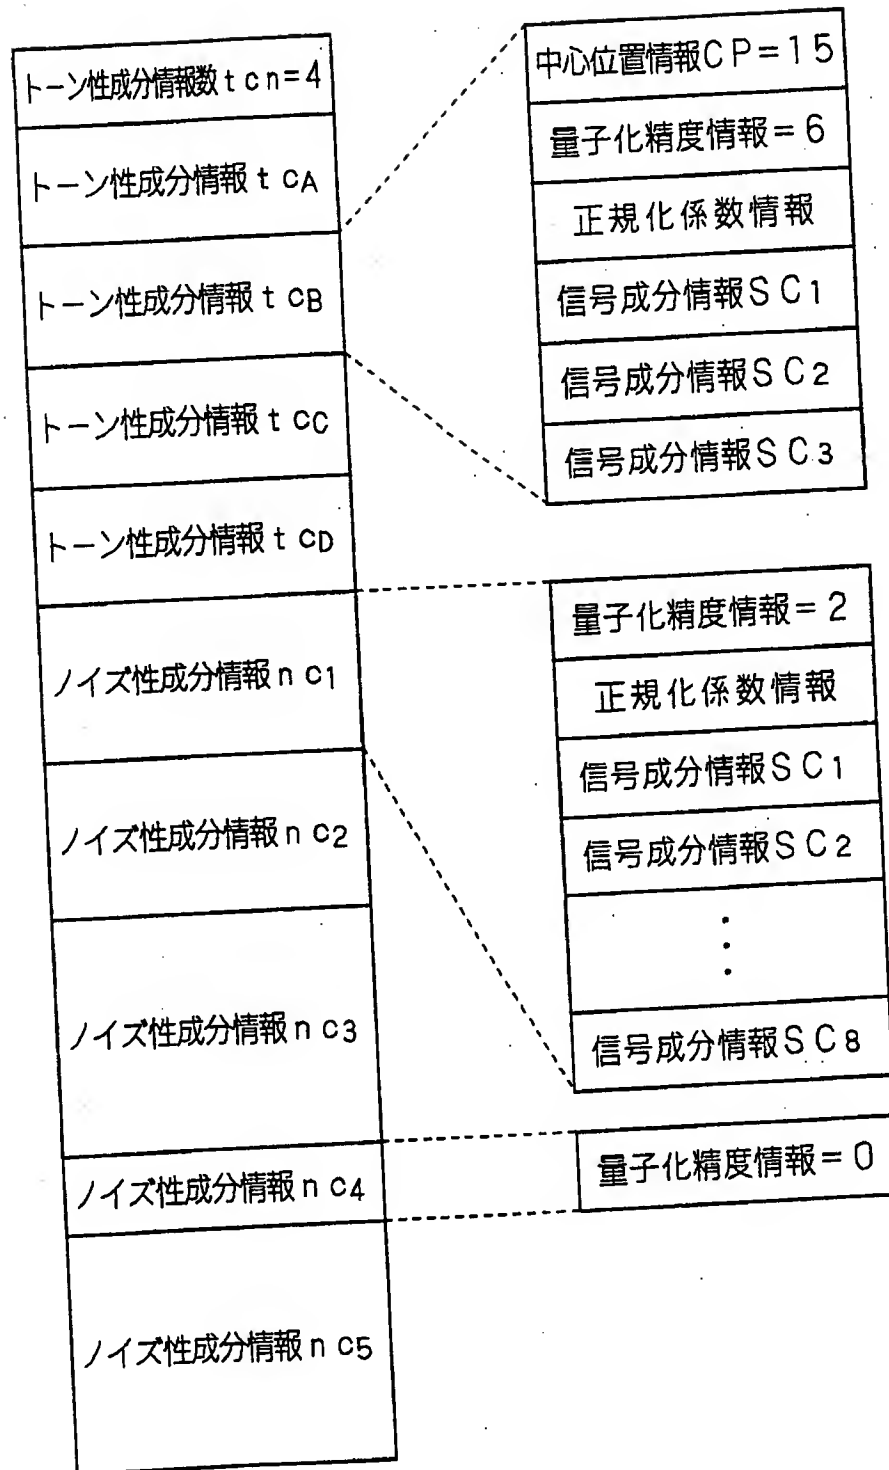 トーン性成分情報数tcn=4
トーン性成分情報tcA
トーン性成分情報tcB
トーン性成分情報tcC
トーン性成分情報tcD
ノイズ性成分情報nc1
ノイズ性成分情報nc2
ノイズ性成分情報nc3
ノイズ性成分情報nc4
ノイズ性成分情報nc5
中心位置情報CP=15
量子化精度情報=6
正規化係数情報
信号成分情報SC1
信号成分情報SC2
信号成分情報SC3
量子化精度情報=2
正規化係数情報
信号成分情報SC1
信号成分情報SC2
⋮
信号成分情報SC8
量子化精度情報=0